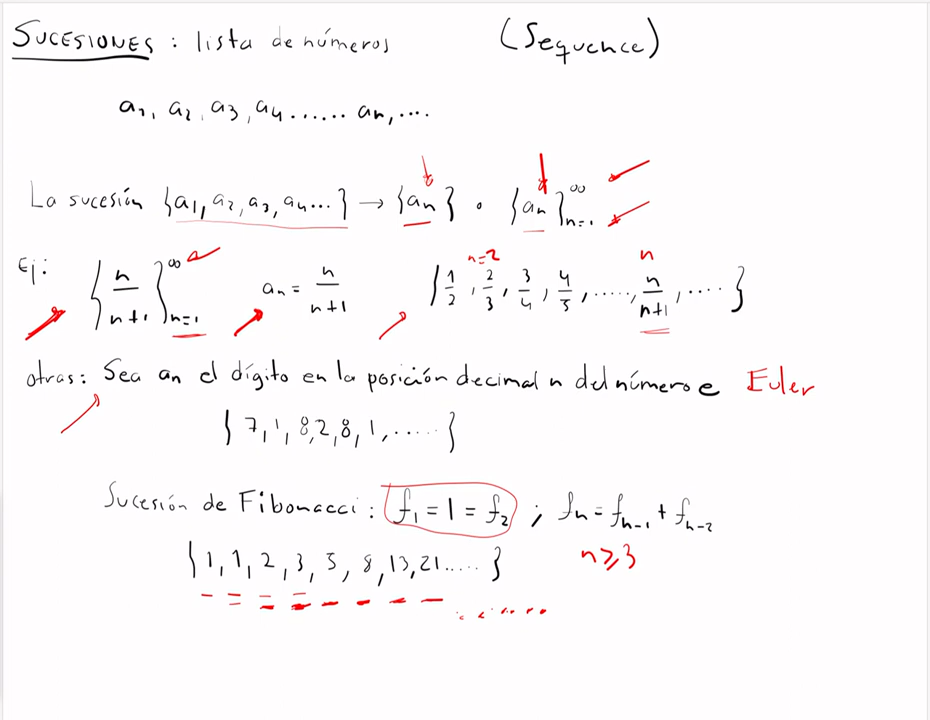 SUCESIONES : lista de números (Sequence)
a1, a2, a3, a4 ...... an, ....
La sucesión {a1, a2, a3, a4 ...} → {an} o {an}∞n=1
Ej: {n/n+1}∞n=1 an = n/n+1 {1/2, 2/3, 3/4, 4/5, ....., n/n+1, ....} n=2 n
otras: Sea an el dígito en la posición decimal n del número e Euler
{7, 1, 8, 2, 8, 1, .....}
Sucesión de Fibonacci : f1 = 1 = f2 ; fn = fn-1 + fn-2
{1, 1, 2, 3, 5, 8, 13, 21 .....} n ≥ 3